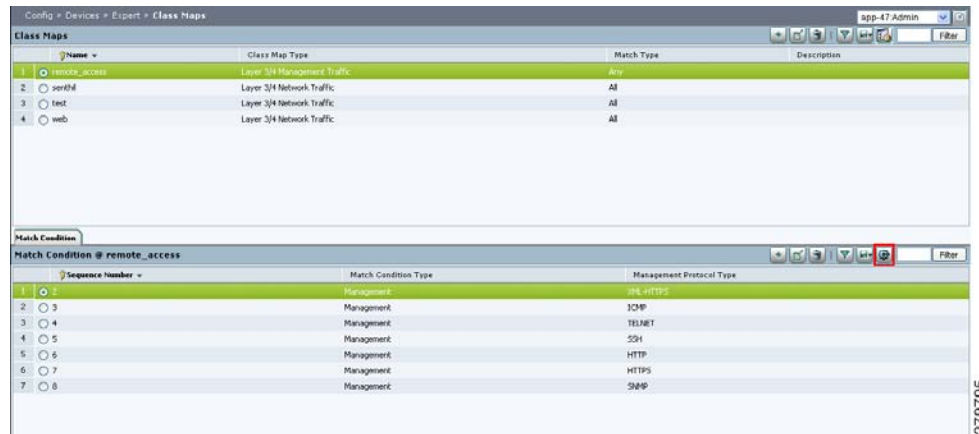 Config > Devices > Expert > Class Maps
app-47:Admin
Class Maps
Filter
Name
Class Map Type
Match Type
Description
1 remote_access Layer 3/4 Management Traffic Any
2 senthil Layer 3/4 Network Traffic All
3 test Layer 3/4 Network Traffic All
4 web Layer 3/4 Network Traffic All
Match Condition
Match Condition @ remote_access
Filter
Sequence Number
Match Condition Type
Management Protocol Type
1 2 Management XML-HTTPS
2 3 Management ICMP
3 4 Management TELNET
4 5 Management SSH
5 6 Management HTTP
6 7 Management HTTPS
7 8 Management SNMP